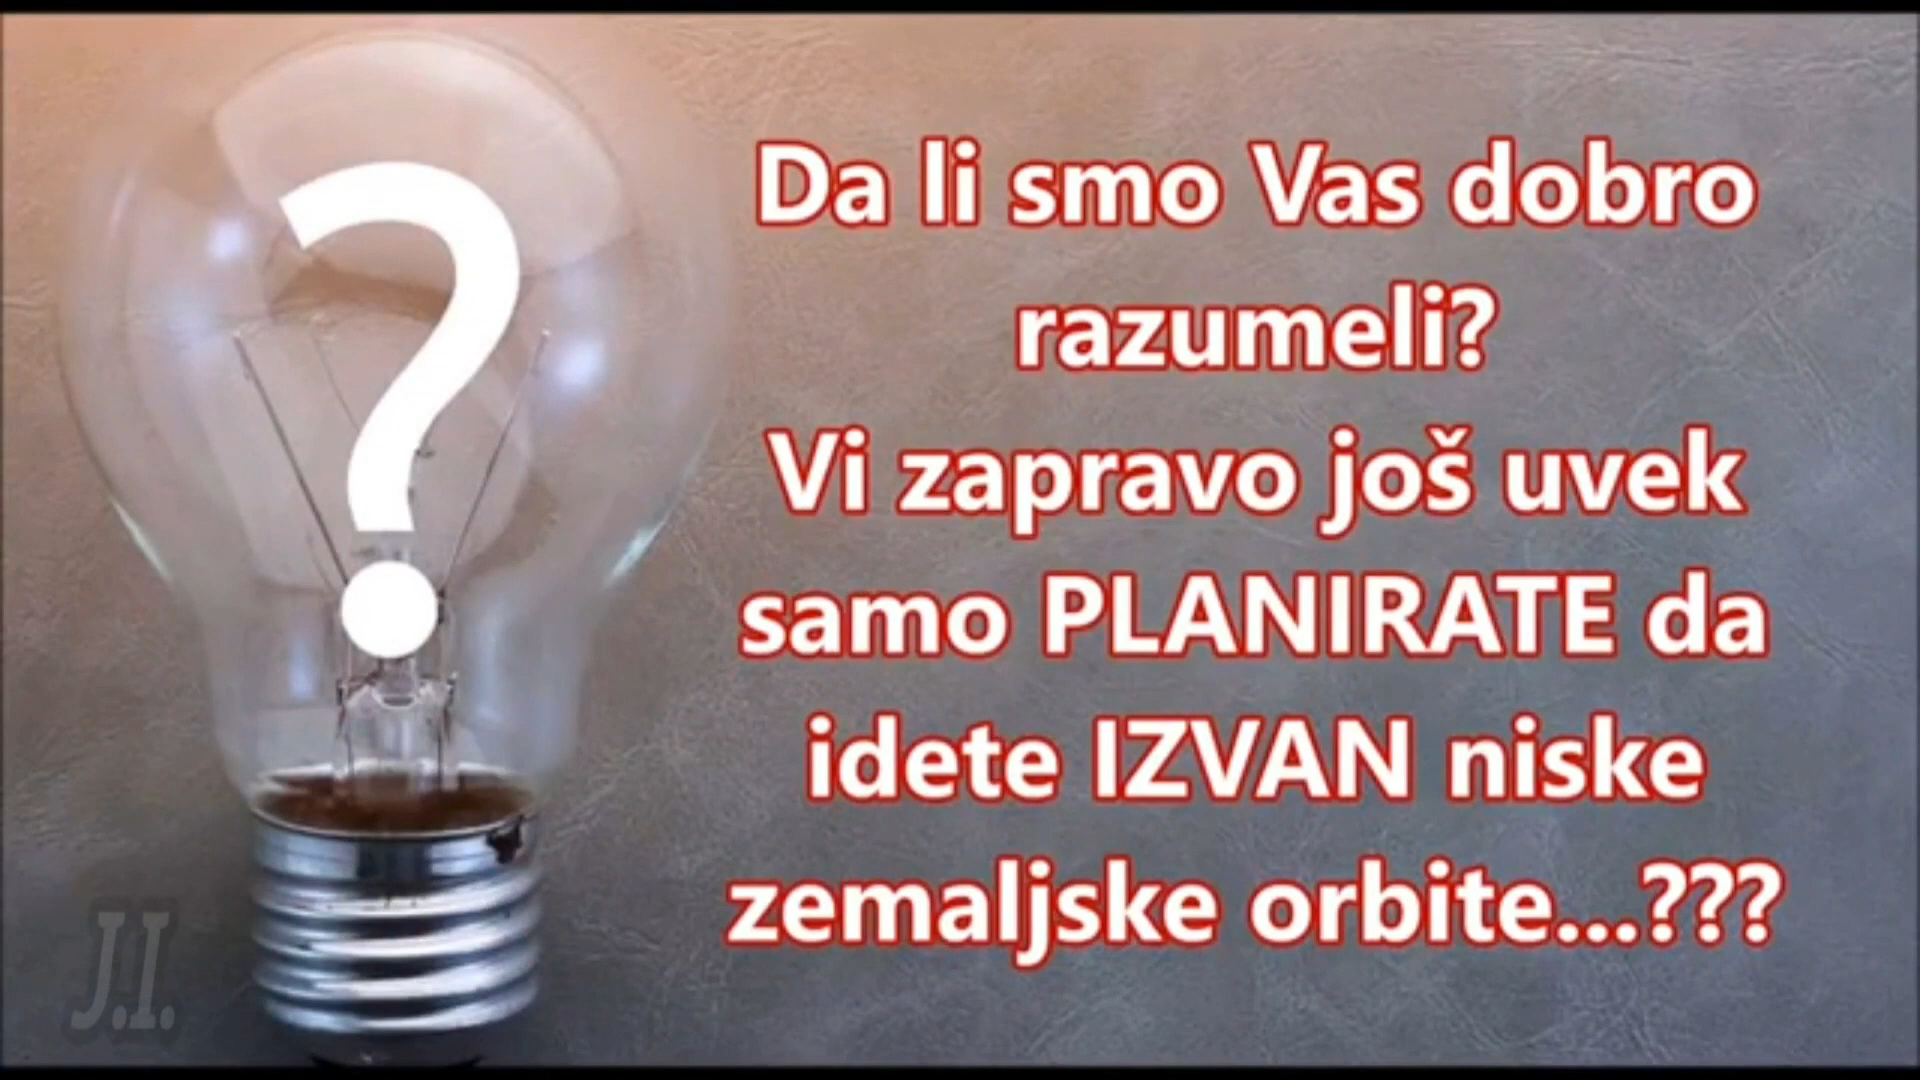 Da li smo Vas dobro
razumeli?
Vi zapravo još uvek
samo PLANIRATE da
idete IZVAN niske
zemaljske orbite...???
J.I.